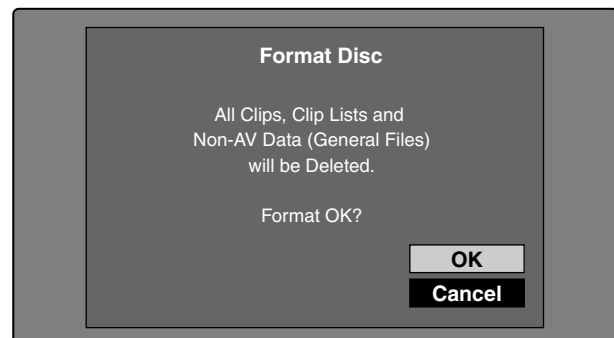 Format Disc
All Clips, Clip Lists and
Non-AV Data (General Files)
will be Deleted.
Format OK?
OK
Cancel